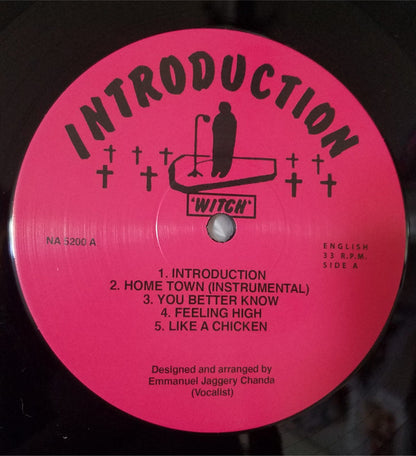 INTRODUCTION
'WITCH'
NA 5200 A
ENGLISH
33 R.P.M.
SIDE A
1. INTRODUCTION
2. HOME TOWN (INSTRUMENTAL)
3. YOU BETTER KNOW
4. FEELING HIGH
5. LIKE A CHICKEN
Designed and arranged by
Emmanuel Jaggery Chanda
(Vocalist)